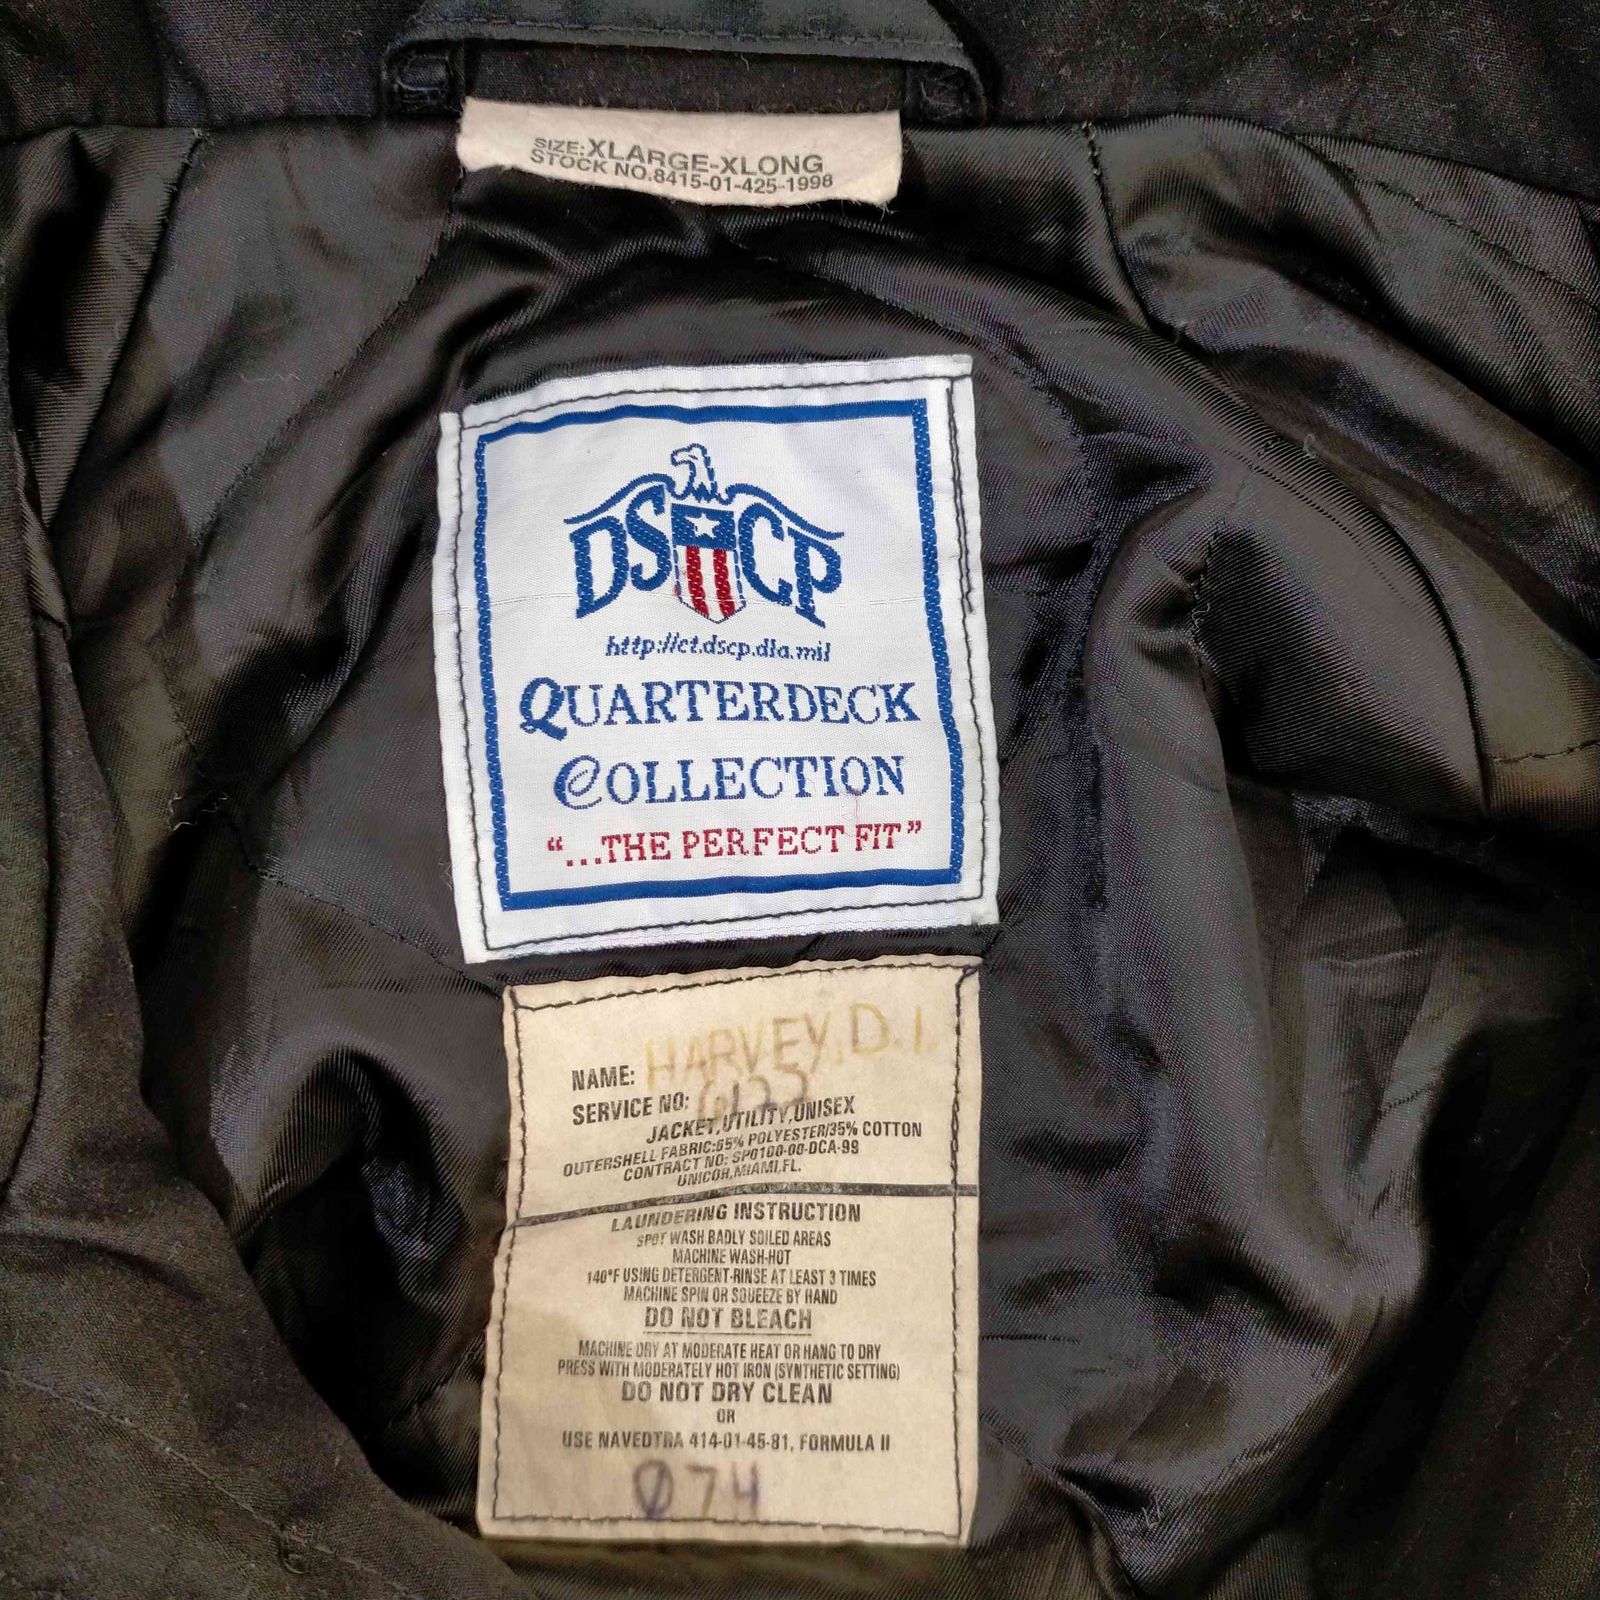 SIZE:XLARGE-XLONG
STOCK NO.8415-01-425-1998
DSCP
http://ct.dscp.dla.mil
QUARTERDECK
COLLECTION
“...THE PERFECT FIT”
NAME: HARVEY. D. I.
SERVICE NO: 6125
JACKET,UTILITY,UNISEX
OUTERSHELL FABRIC:65% POLYESTER/35% COTTON
CONTRACT NO: SP0100-00-DCA-99
UNICOR,MIAMI,FL.
LAUNDERING INSTRUCTION
SPOT WASH BADLY SOILED AREAS
MACHINE WASH-HOT
140°F USING DETERGENT-RINSE AT LEAST 3 TIMES
MACHINE SPIN OR SQUEEZE BY HAND
DO NOT BLEACH
MACHINE DRY AT MODERATE HEAT OR HANG TO DRY
PRESS WITH MODERATELY HOT IRON (SYNTHETIC SETTING)
DO NOT DRY CLEAN
OR
USE NAVEDTRA 414-01-45-81, FORMULA II
Ø74